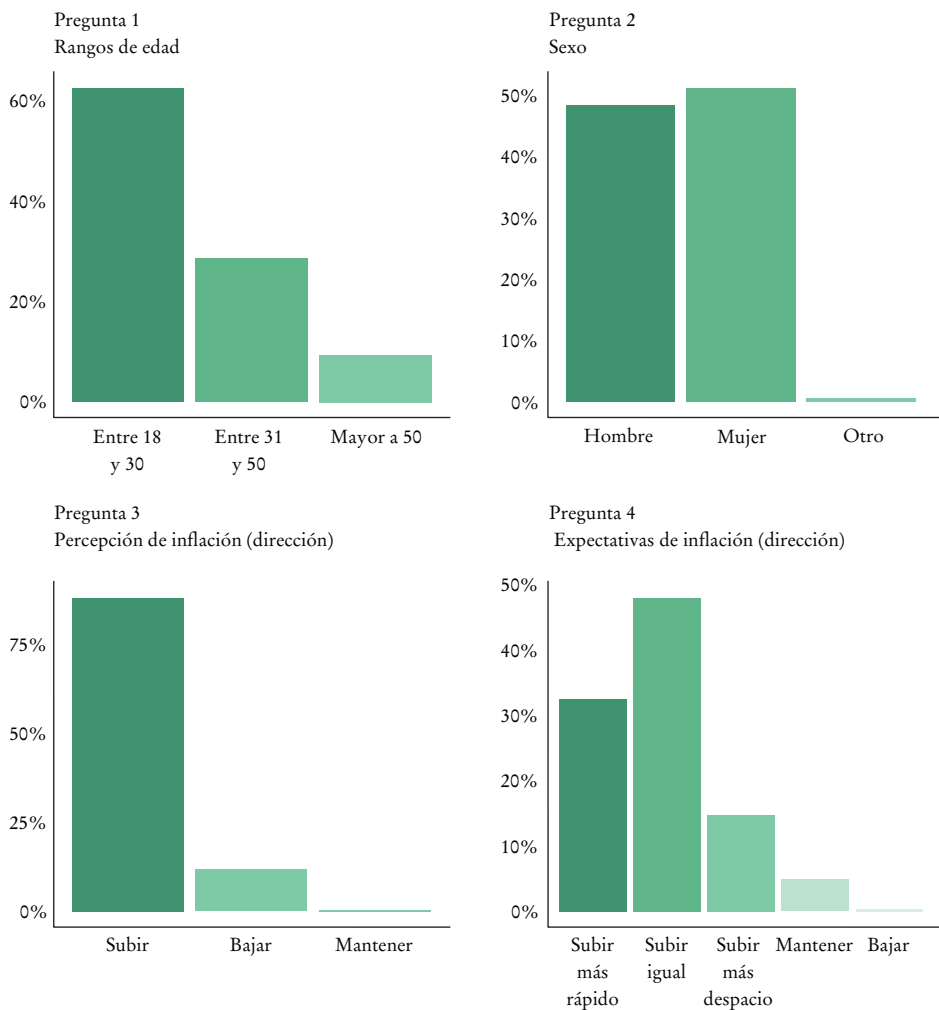 Pregunta 1
Rangos de edad
60%
40%
20%
0%
Entre 18
y 30
Entre 31
y 50
Mayor a 50
Pregunta 2
Sexo
50%
40%
30%
20%
10%
0%
Hombre
Mujer
Otro
Pregunta 3
Percepción de inflación (dirección)
75%
50%
25%
0%
Subir
Bajar
Mantener
Pregunta 4
Expectativas de inflación (dirección)
50%
40%
30%
20%
10%
0%
Subir
más
rápido
Subir
igual
Subir
más
despacio
Mantener
Bajar